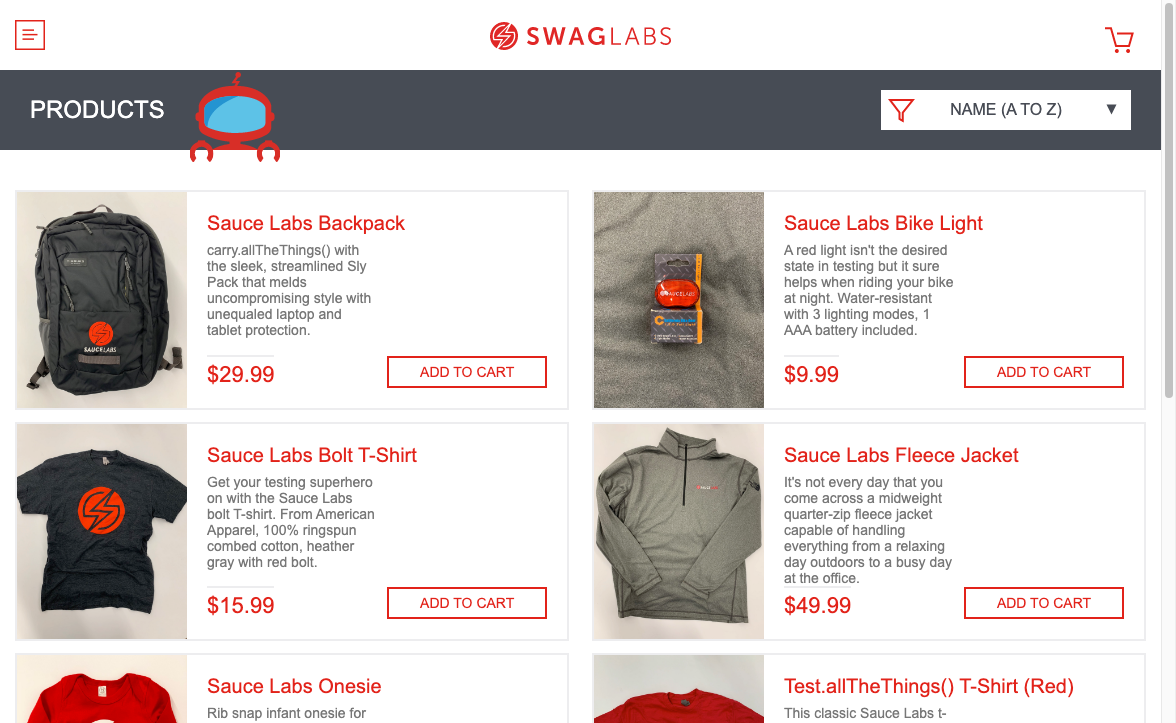 SWAGLABS
PRODUCTS
NAME (A TO Z)
Sauce Labs Backpack
carry.allTheThings() with
the sleek, streamlined Sly
Pack that melds
uncompromising style with
unequaled laptop and
tablet protection.
$29.99
ADD TO CART
SAUCELABS
Sauce Labs Bike Light
A red light isn't the desired
state in testing but it sure
helps when riding your bike
at night. Water-resistant
with 3 lighting modes, 1
AAA battery included.
$9.99
ADD TO CART
SAUCELABS
Sauce Labs Bolt T-Shirt
Get your testing superhero
on with the Sauce Labs
bolt T-shirt. From American
Apparel, 100% ringspun
combed cotton, heather
gray with red bolt.
$15.99
ADD TO CART
Sauce Labs Fleece Jacket
It's not every day that you
come across a midweight
quarter-zip fleece jacket
capable of handling
everything from a relaxing
day outdoors to a busy day
at the office.
$49.99
ADD TO CART
Sauce Labs Onesie
Rib snap infant onesie for
Test.allTheThings() T-Shirt (Red)
This classic Sauce Labs t-